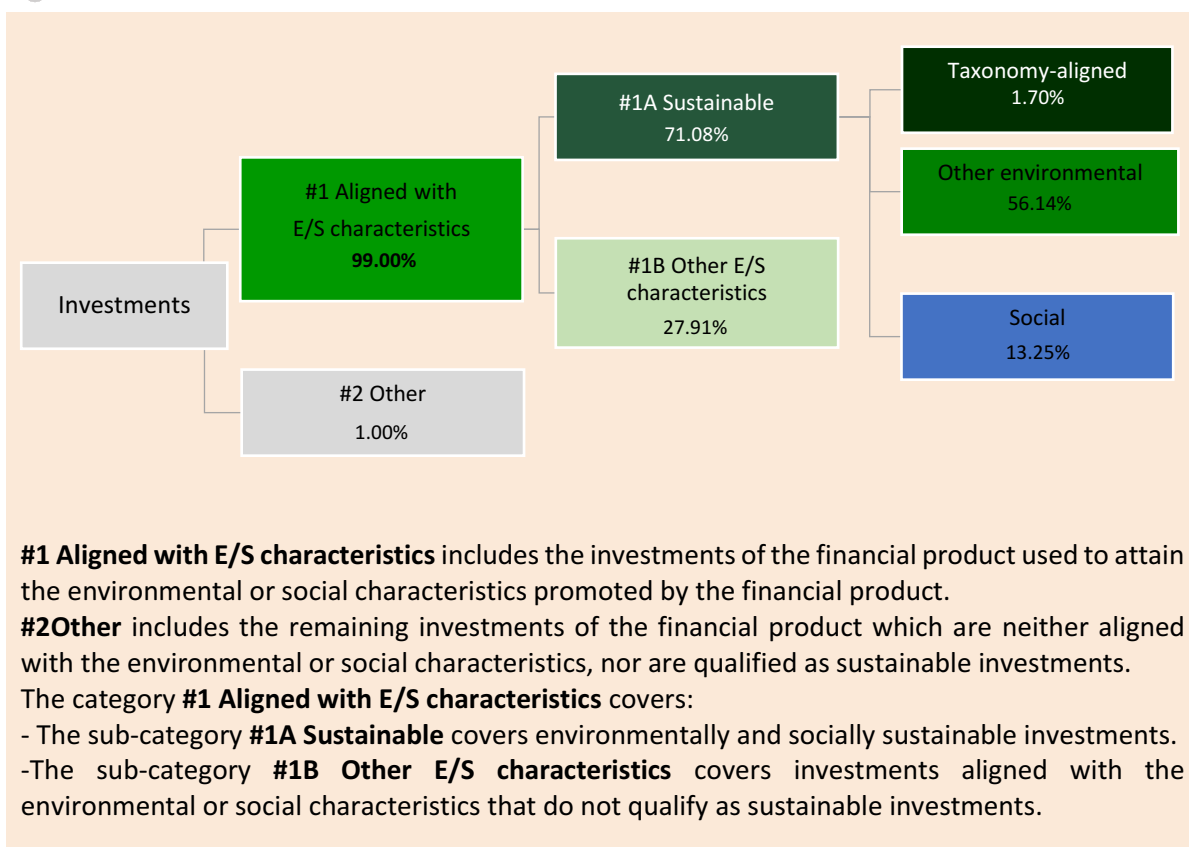 Investments
#1 Aligned with
E/S characteristics
99.00%
#2 Other
1.00%
#1A Sustainable
71.08%
#1B Other E/S
characteristics
27.91%
Taxonomy-aligned
1.70%
Other environmental
56.14%
Social
13.25%
#1 Aligned with E/S characteristics includes the investments of the financial product used to attain
the environmental or social characteristics promoted by the financial product.
#2Other includes the remaining investments of the financial product which are neither aligned
with the environmental or social characteristics, nor are qualified as sustainable investments.
The category #1 Aligned with E/S characteristics covers:
- The sub-category #1A Sustainable covers environmentally and socially sustainable investments.
-The sub-category #1B Other E/S characteristics covers investments aligned with the
environmental or social characteristics that do not qualify as sustainable investments.